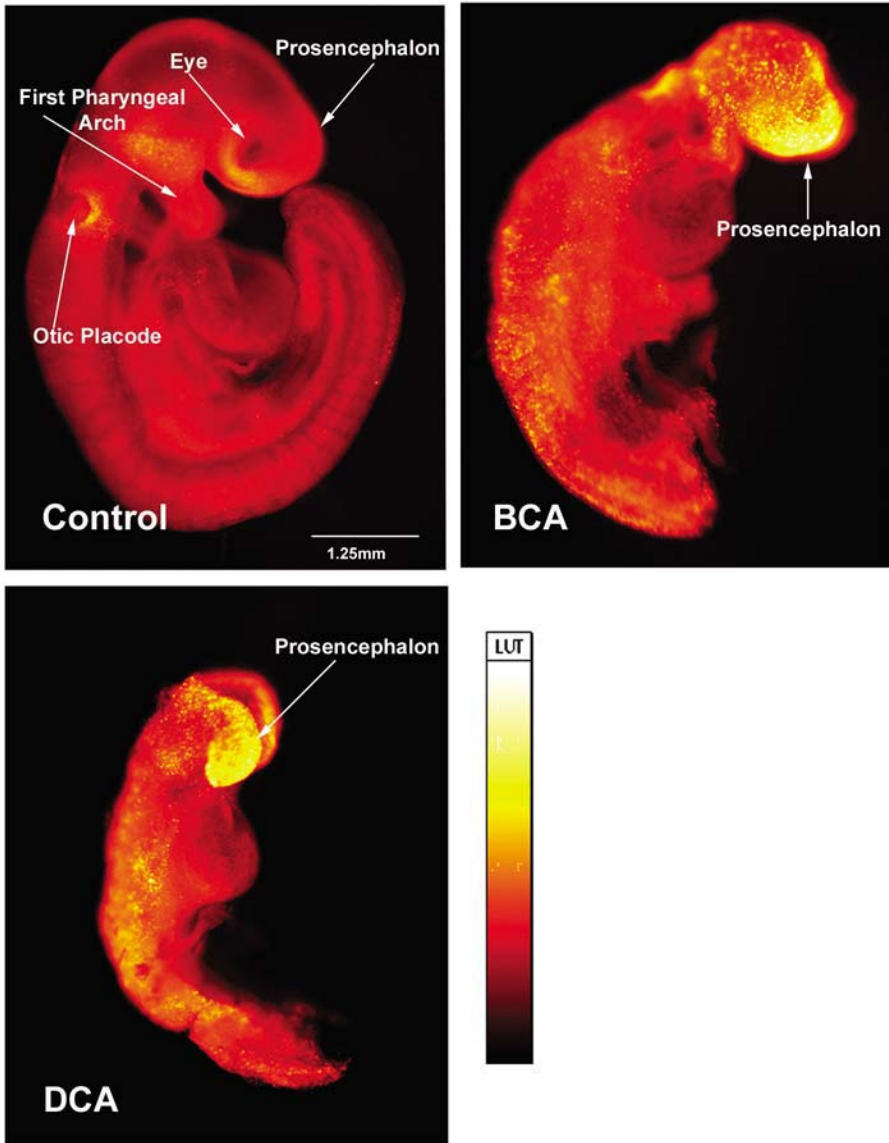 Prosencephalon
Eye
First Pharyngeal
Arch
Otic Placode
Control
1.25mm
Prosencephalon
BCA
Prosencephalon
DCA
LUT